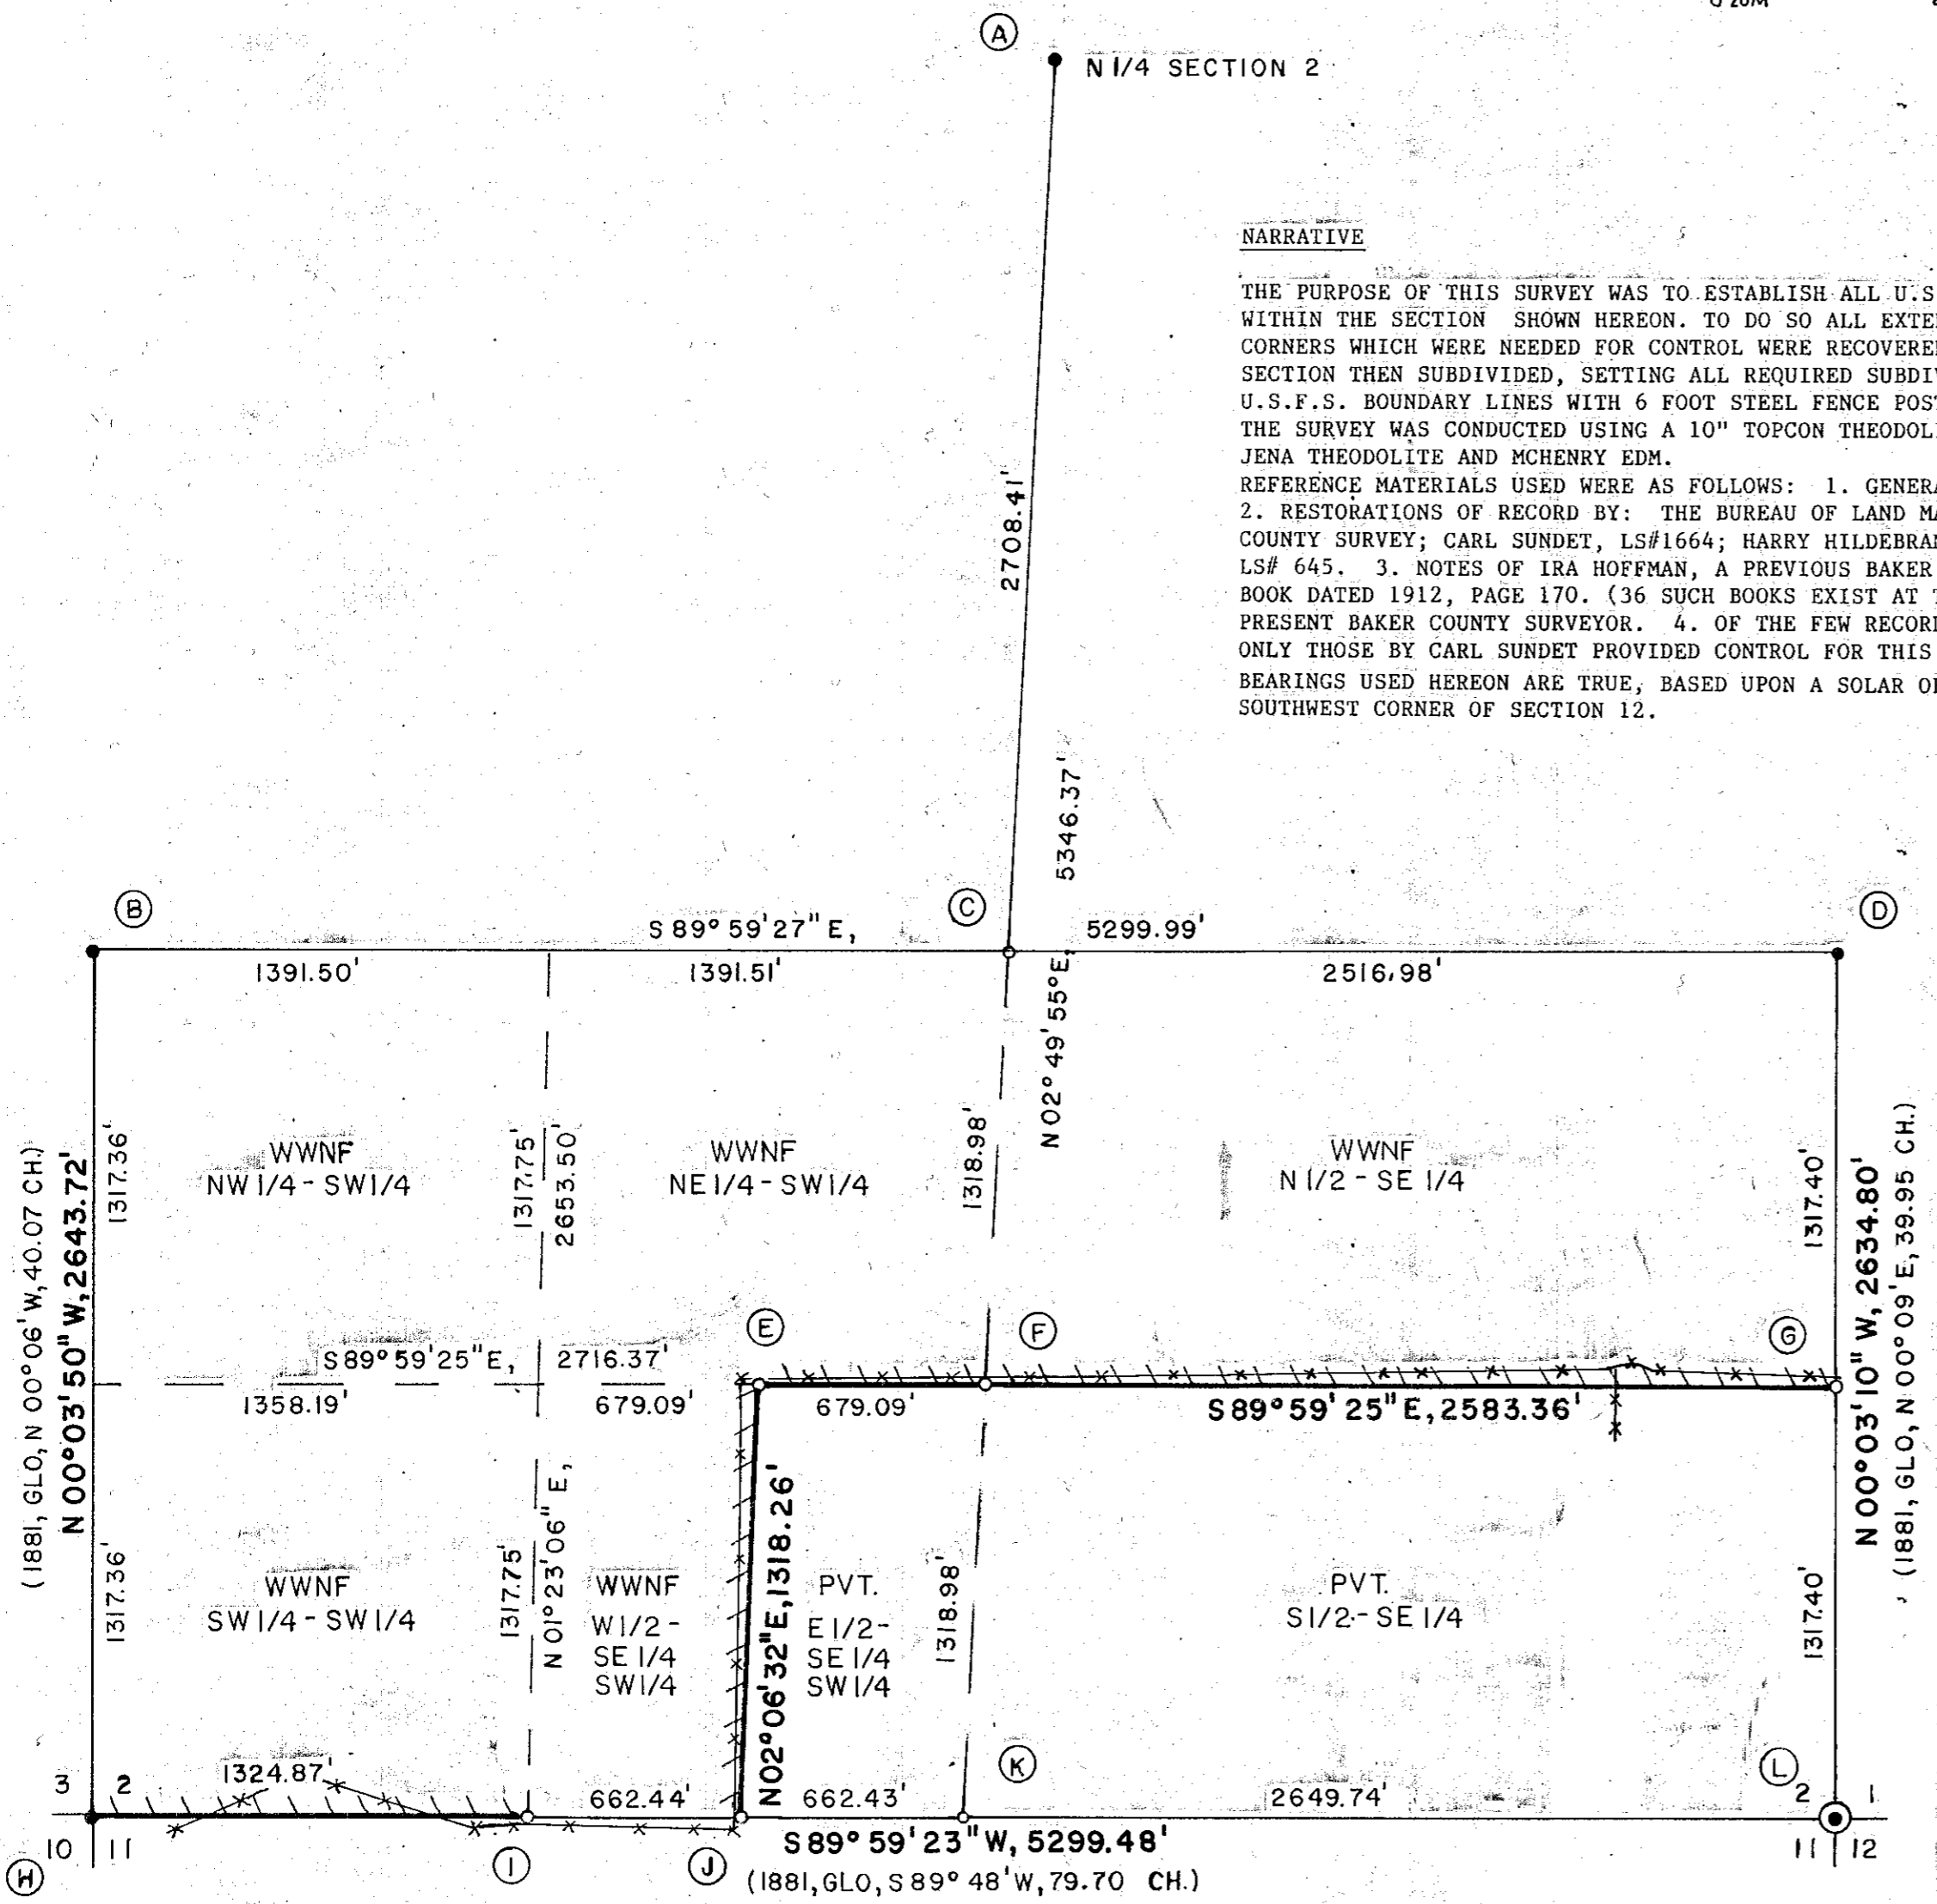 A
N 1/4 SECTION 2
NARRATIVE
THE PURPOSE OF THIS SURVEY WAS TO ESTABLISH ALL U.S
WITHIN THE SECTION SHOWN HEREON. TO DO SO ALL EXTE
CORNERS WHICH WERE NEEDED FOR CONTROL WERE RECOVERE
SECTION THEN SUBDIVIDED, SETTING ALL REQUIRED SUBDI
U.S.F.S. BOUNDARY LINES WITH 6 FOOT STEEL FENCE POS
THE SURVEY WAS CONDUCTED USING A 10" TOPCON THEODOL
JENA THEODOLITE AND MCHENRY EDM.
REFERENCE MATERIALS USED WERE AS FOLLOWS: 1. GENERA
2. RESTORATIONS OF RECORD BY: THE BUREAU OF LAND MA
COUNTY SURVEY; CARL SUNDET, LS#1664; HARRY HILDEBRAN
LS# 645. 3. NOTES OF IRA HOFFMAN, A PREVIOUS BAKER
BOOK DATED 1912, PAGE 170. (36 SUCH BOOKS EXIST AT
PRESENT BAKER COUNTY SURVEYOR. 4. OF THE FEW RECOR
ONLY THOSE BY CARL SUNDET PROVIDED CONTROL FOR THIS
BEARINGS USED HEREON ARE TRUE, BASED UPON A SOLAR O
SOUTHWEST CORNER OF SECTION 12.
2708.41'
5346.37'
N 02° 49' 55° E,
B
C
D
S 89° 59' 27" E,
5299.99'
1391.50'
1391.51'
2516.98'
(1881, GLO, N 00° 06' W, 40.07 CH.)
N 00° 03' 50" W, 2643.72'
1317.36'
WWNF
NW 1/4 - SW 1/4
1317.75'
2653.50'
WWNF
NE 1/4 - SW 1/4
1318.98'
WWNF
N 1/2 - SE 1/4
1317.40'
N 00° 03' 10" W, 2634.80'
(1881, GLO, N 00° 09' E, 39.95 CH.)
E
F
G
S 89° 59' 25" E,
2716.37'
1358.19'
679.09'
679.09'
S 89° 59' 25" E, 2583.36'
1317.36'
WWNF
SW 1/4 - SW 1/4
1317.75'
N 01° 23' 06" E,
WWNF
W 1/2 -
SE 1/4
SW 1/4
N 02° 06' 32" E, 1318.26'
PVT.
E 1/2 -
SE 1/4
SW 1/4
1318.98'
PVT.
S 1/2 - SE 1/4
1317.40'
K
L
3 2
1324.87'
662.44'
662.43'
2649.74'
2 1
10 11
S 89° 59' 23" W, 5299.48'
11 12
H
I
J
(1881, GLO, S 89° 48' W, 79.70 CH.)